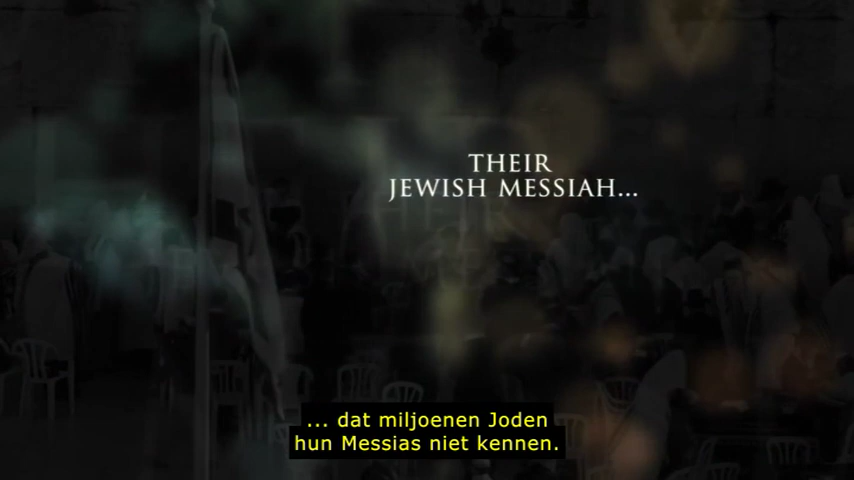 THEIR
JEWISH MESSIAH...
... dat miljoenen Joden
hun Messias niet kennen.